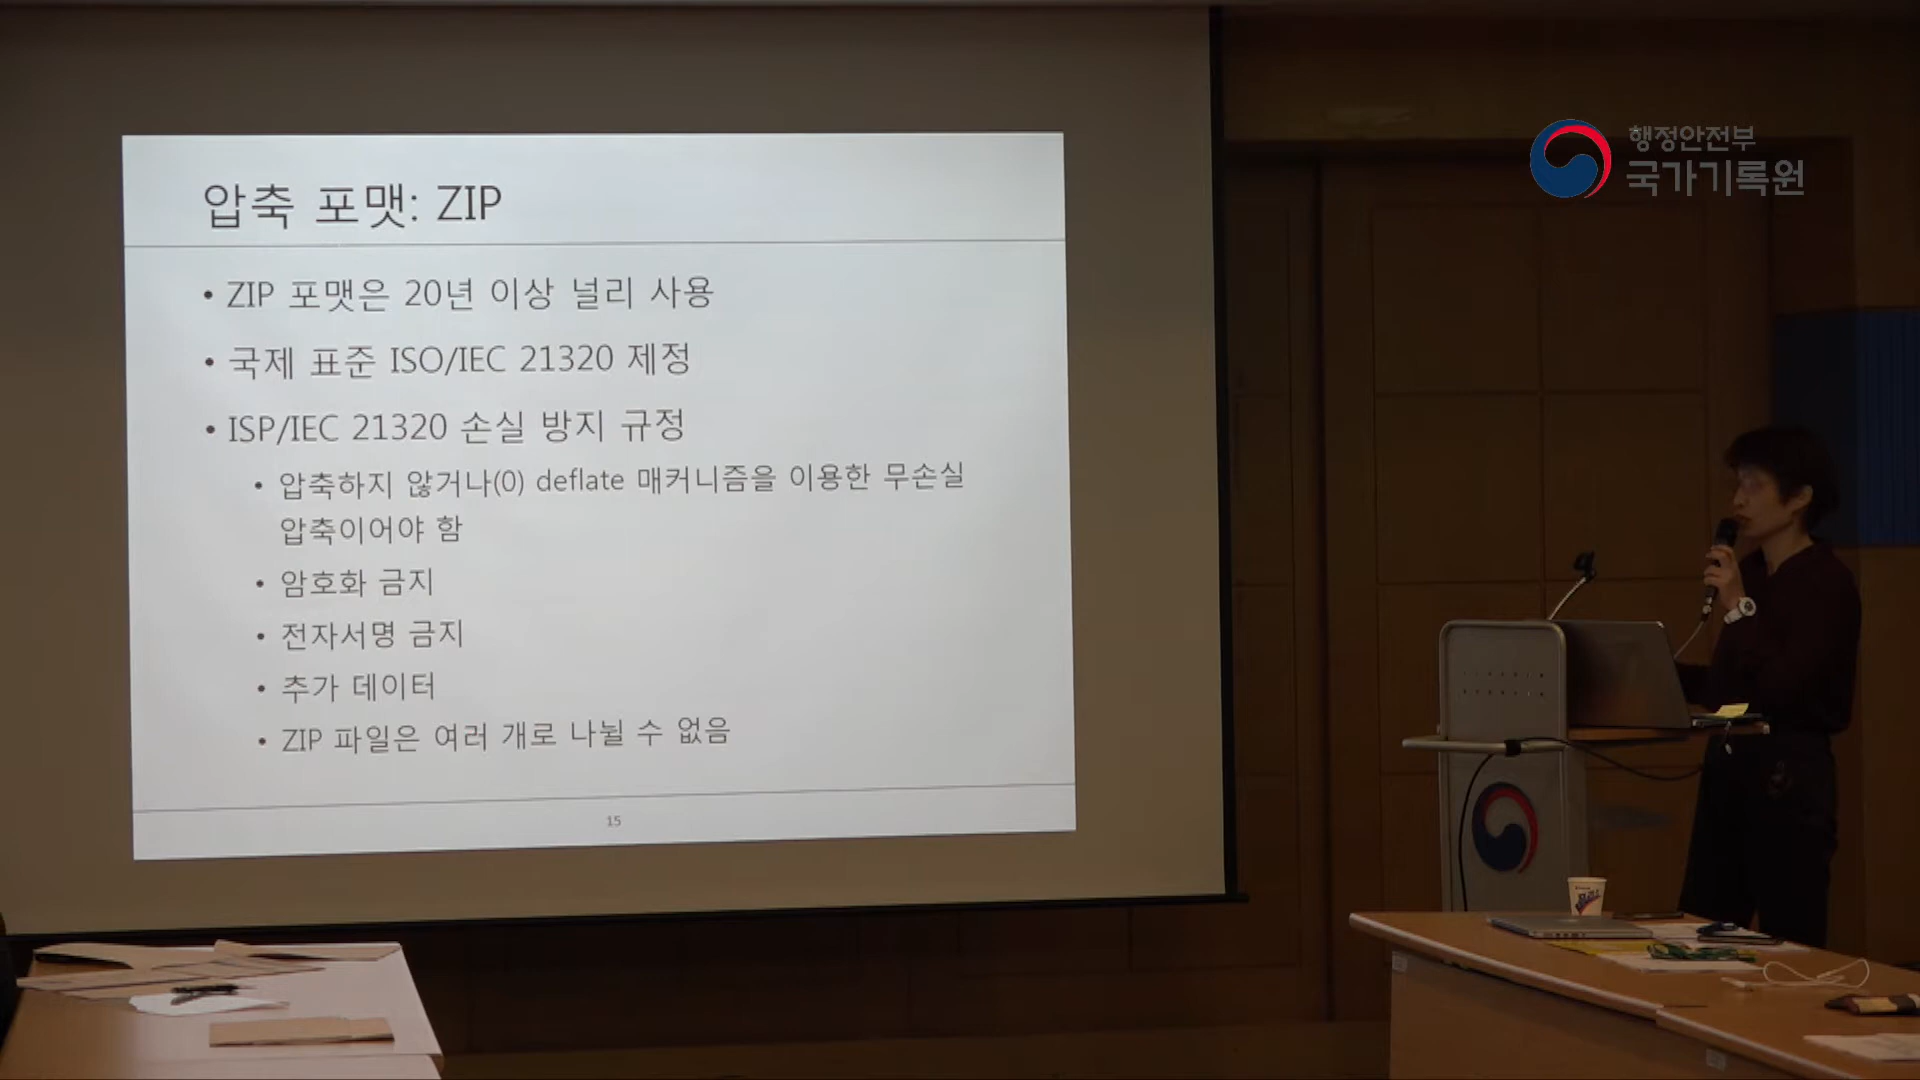 압축 포맷: ZIP
• ZIP 포맷은 20년 이상 널리 사용
• 국제 표준 ISO/IEC 21320 제정
• ISP/IEC 21320 손실 방지 규정
• 압축하지 않거나(0) deflate 매커니즘을 이용한 무손실
압축이어야 함
• 암호화 금지
• 전자서명 금지
• 추가 데이터
• ZIP 파일은 여러 개로 나뉠 수 없음
15
행정안전부
국가기록원